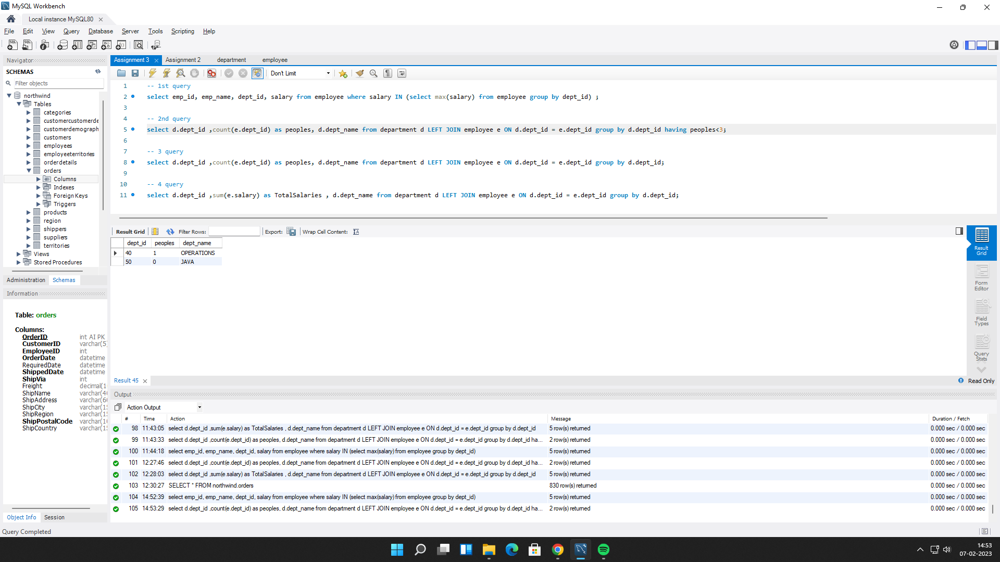 MySQL Workbench
Local instance MySQL80
File Edit View Query Database Server Tools Scripting Help
Navigator
SCHEMAS
Filter objects
northwind
Tables
categories
customercustomerde
customerdemograph
customers
employees
employeeterritories
orderdetails
orders
Columns
Indexes
Foreign Keys
Triggers
products
region
shippers
suppliers
territories
Views
Stored Procedures
Administration Schemas
Information
Table: orders
Columns:
OrderID int AI PK
CustomerID varchar(5)
EmployeeID int
OrderDate datetime
RequiredDate datetime
ShippedDate datetime
ShipVia int
Freight decimal(1
ShipName varchar(4
ShipAddress varchar(6
ShipCity varchar(1
ShipRegion varchar(1
ShipPostalCode varchar(1
ShipCountry varchar(1
Object Info Session
Query Completed
Assignment 3 Assignment 2 department employee
Don't Limit
1 -- 1st query
2 select emp_id, emp_name, dept_id, salary from employee where salary IN (select max(salary) from employee group by dept_id) ;
3
4 -- 2nd query
5 select d.dept_id ,count(e.dept_id) as peoples, d.dept_name from department d LEFT JOIN employee e ON d.dept_id = e.dept_id group by d.dept_id having peoples<3;
6
7 -- 3 query
8 select d.dept_id ,count(e.dept_id) as peoples, d.dept_name from department d LEFT JOIN employee e ON d.dept_id = e.dept_id group by d.dept_id;
9
10 -- 4 query
11 select d.dept_id ,sum(e.salary) as TotalSalaries , d.dept_name from department d LEFT JOIN employee e ON d.dept_id = e.dept_id group by d.dept_id;
Result Grid Filter Rows: Export: Wrap Cell Content:
dept_id peoples dept_name
40 1 OPERATIONS
50 0 JAVA
Result Grid
Form Editor
Field Types
Query Stats
Result 45
Read Only
Output
Action Output
# Time Action Message Duration / Fetch
98 11:43:05 select d.dept_id ,sum(e.salary) as TotalSalaries , d.dept_name from department d LEFT JOIN employee e ON d.dept_id = e.dept_id group by d.dept_id 5 row(s) returned 0.000 sec / 0.000 sec
99 11:43:33 select d.dept_id ,count(e.dept_id) as peoples, d.dept_name from department d LEFT JOIN employee e ON d.dept_id = e.dept_id group by d.dept_id ha... 2 row(s) returned 0.000 sec / 0.000 sec
100 11:44:18 select emp_id, emp_name, dept_id, salary from employee where salary IN (select max(salary) from employee group by dept_id) 5 row(s) returned 0.000 sec / 0.000 sec
101 12:27:46 select d.dept_id ,count(e.dept_id) as peoples, d.dept_name from department d LEFT JOIN employee e ON d.dept_id = e.dept_id group by d.dept_id ha... 2 row(s) returned 0.000 sec / 0.000 sec
102 12:28:03 select d.dept_id ,sum(e.salary) as TotalSalaries , d.dept_name from department d LEFT JOIN employee e ON d.dept_id = e.dept_id group by d.dept_id 5 row(s) returned 0.000 sec / 0.000 sec
103 12:30:27 SELECT * FROM northwind.orders 830 row(s) returned 0.000 sec / 0.000 sec
104 14:52:39 select emp_id, emp_name, dept_id, salary from employee where salary IN (select max(salary) from employee group by dept_id) 5 row(s) returned 0.000 sec / 0.000 sec
105 14:53:29 select d.dept_id ,count(e.dept_id) as peoples, d.dept_name from department d LEFT JOIN employee e ON d.dept_id = e.dept_id group by d.dept_id ha... 2 row(s) returned 0.000 sec / 0.000 sec
14:53
07-02-2023